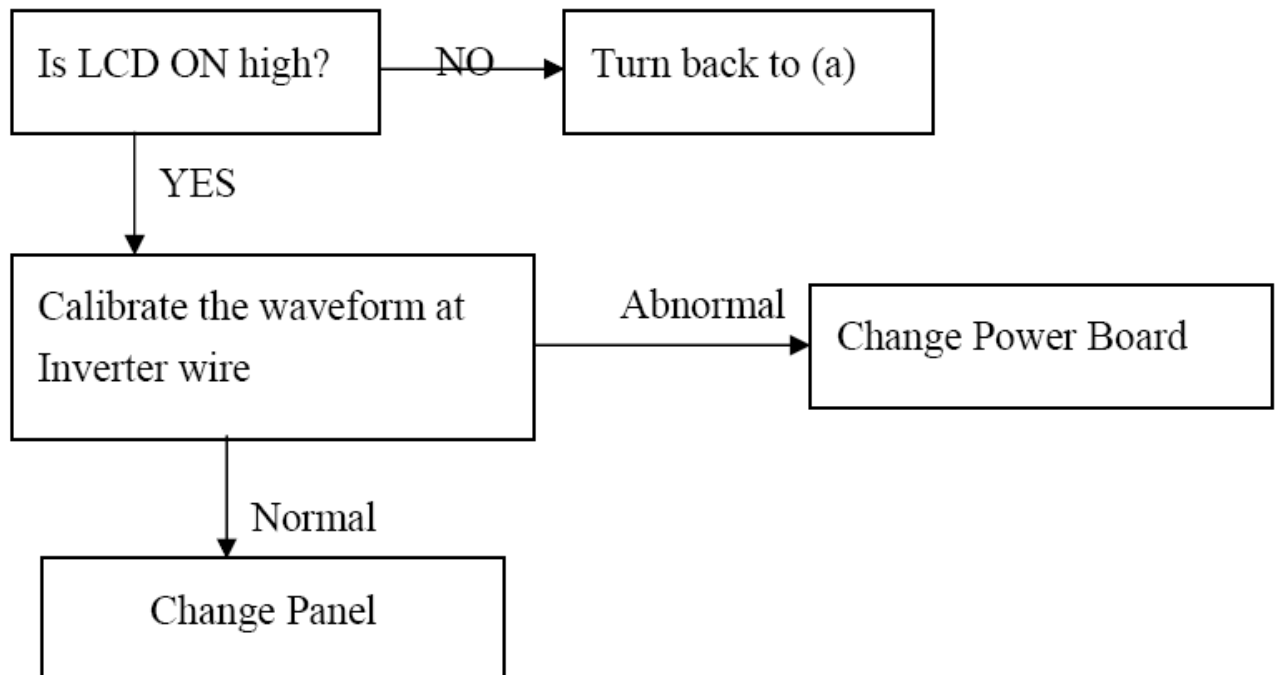 Is LCD ON high?
NO
Turn back to (a)
YES
Calibrate the waveform at
Inverter wire
Abnormal
Change Power Board
Normal
Change Panel